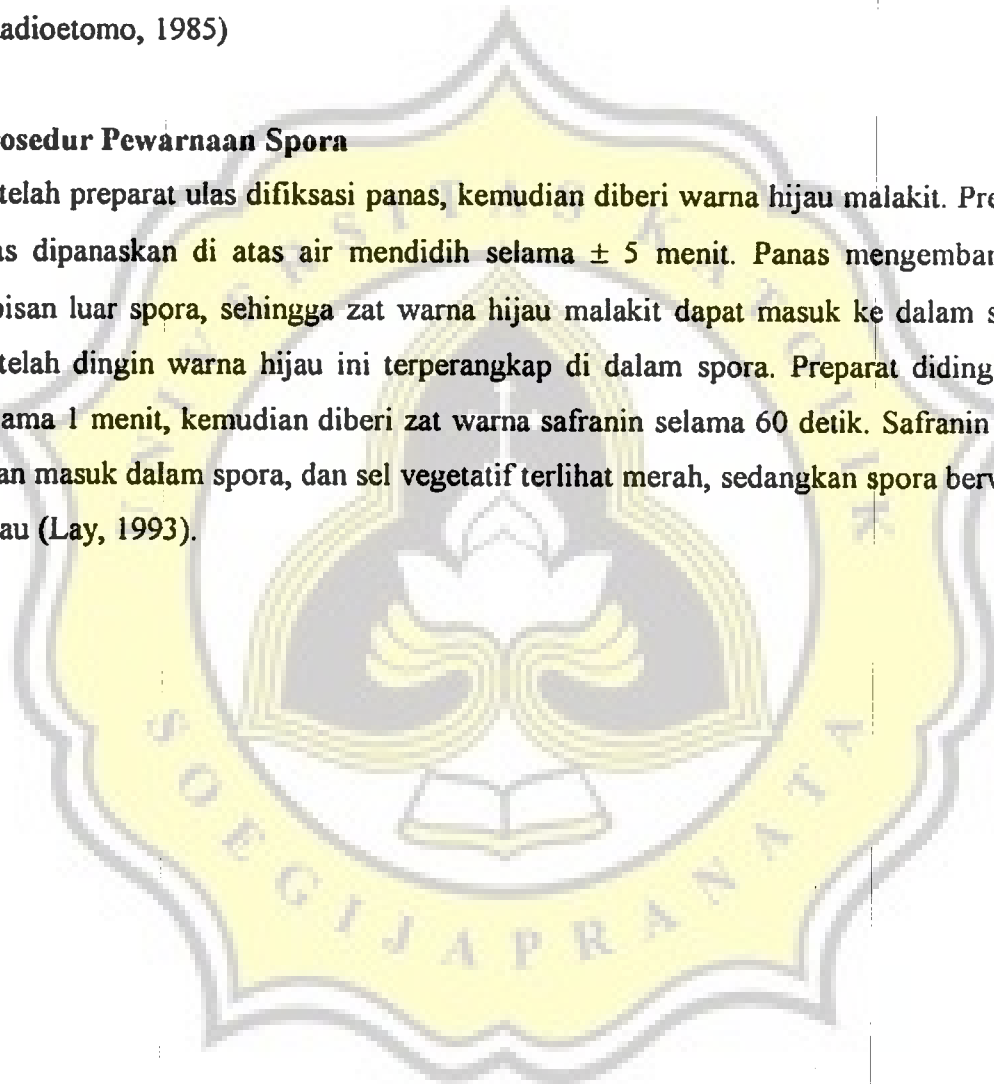 adioetomo, 1985)
osedur Pewarnaan Spora
telah preparat ulas difiksasi panas, kemudian diberi warna hijau malakit. Pre
as dipanaskan di atas air mendidih selama ± 5 menit. Panas mengembar
pisan luar spora, sehingga zat warna hijau malakit dapat masuk ke dalam s
telah dingin warna hijau ini terperangkap di dalam spora. Preparat diding
ama 1 menit, kemudian diberi zat warna safranin selama 60 detik. Safranin
an masuk dalam spora, dan sel vegetatif terlihat merah, sedangkan spora berv
au (Lay, 1993).
UNIVERSITAS KATOLIK
SOEGIJAPRANATA